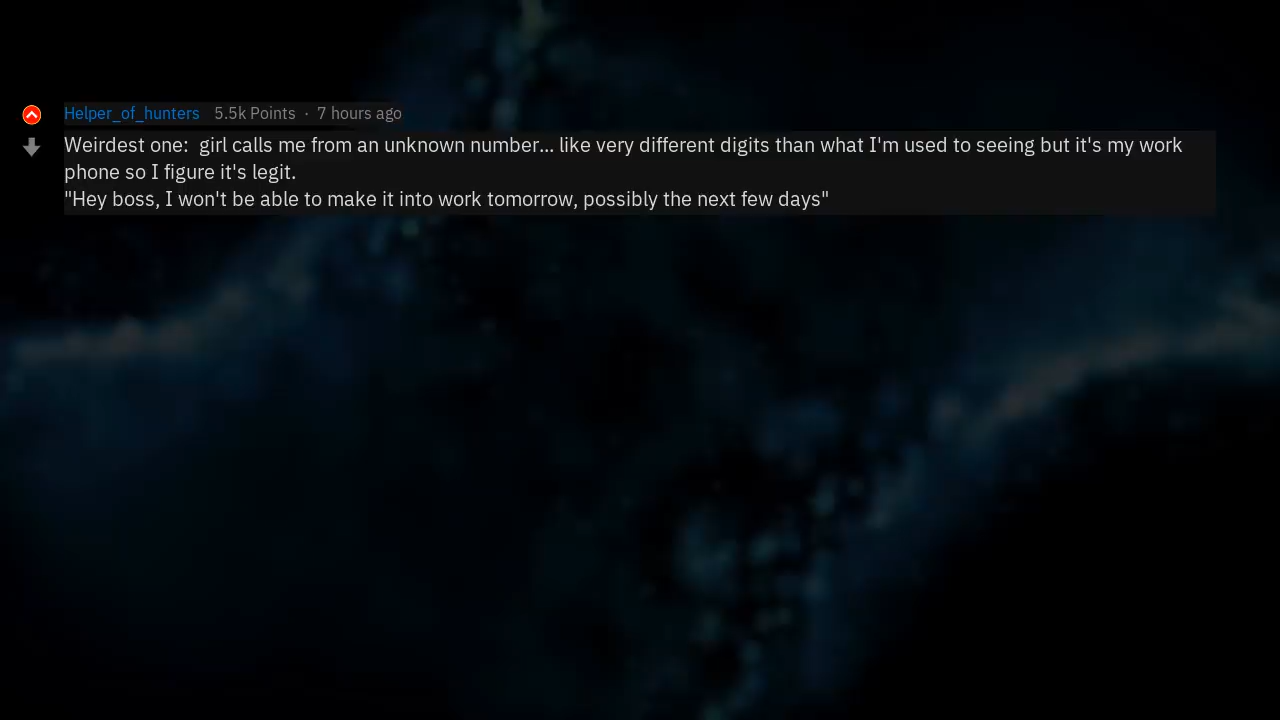 Helper_of_hunters 5.5k Points · 7 hours ago
Weirdest one:  girl calls me from an unknown number... like very different digits than what I'm used to seeing but it's my work
phone so I figure it's legit.
"Hey boss, I won't be able to make it into work tomorrow, possibly the next few days"